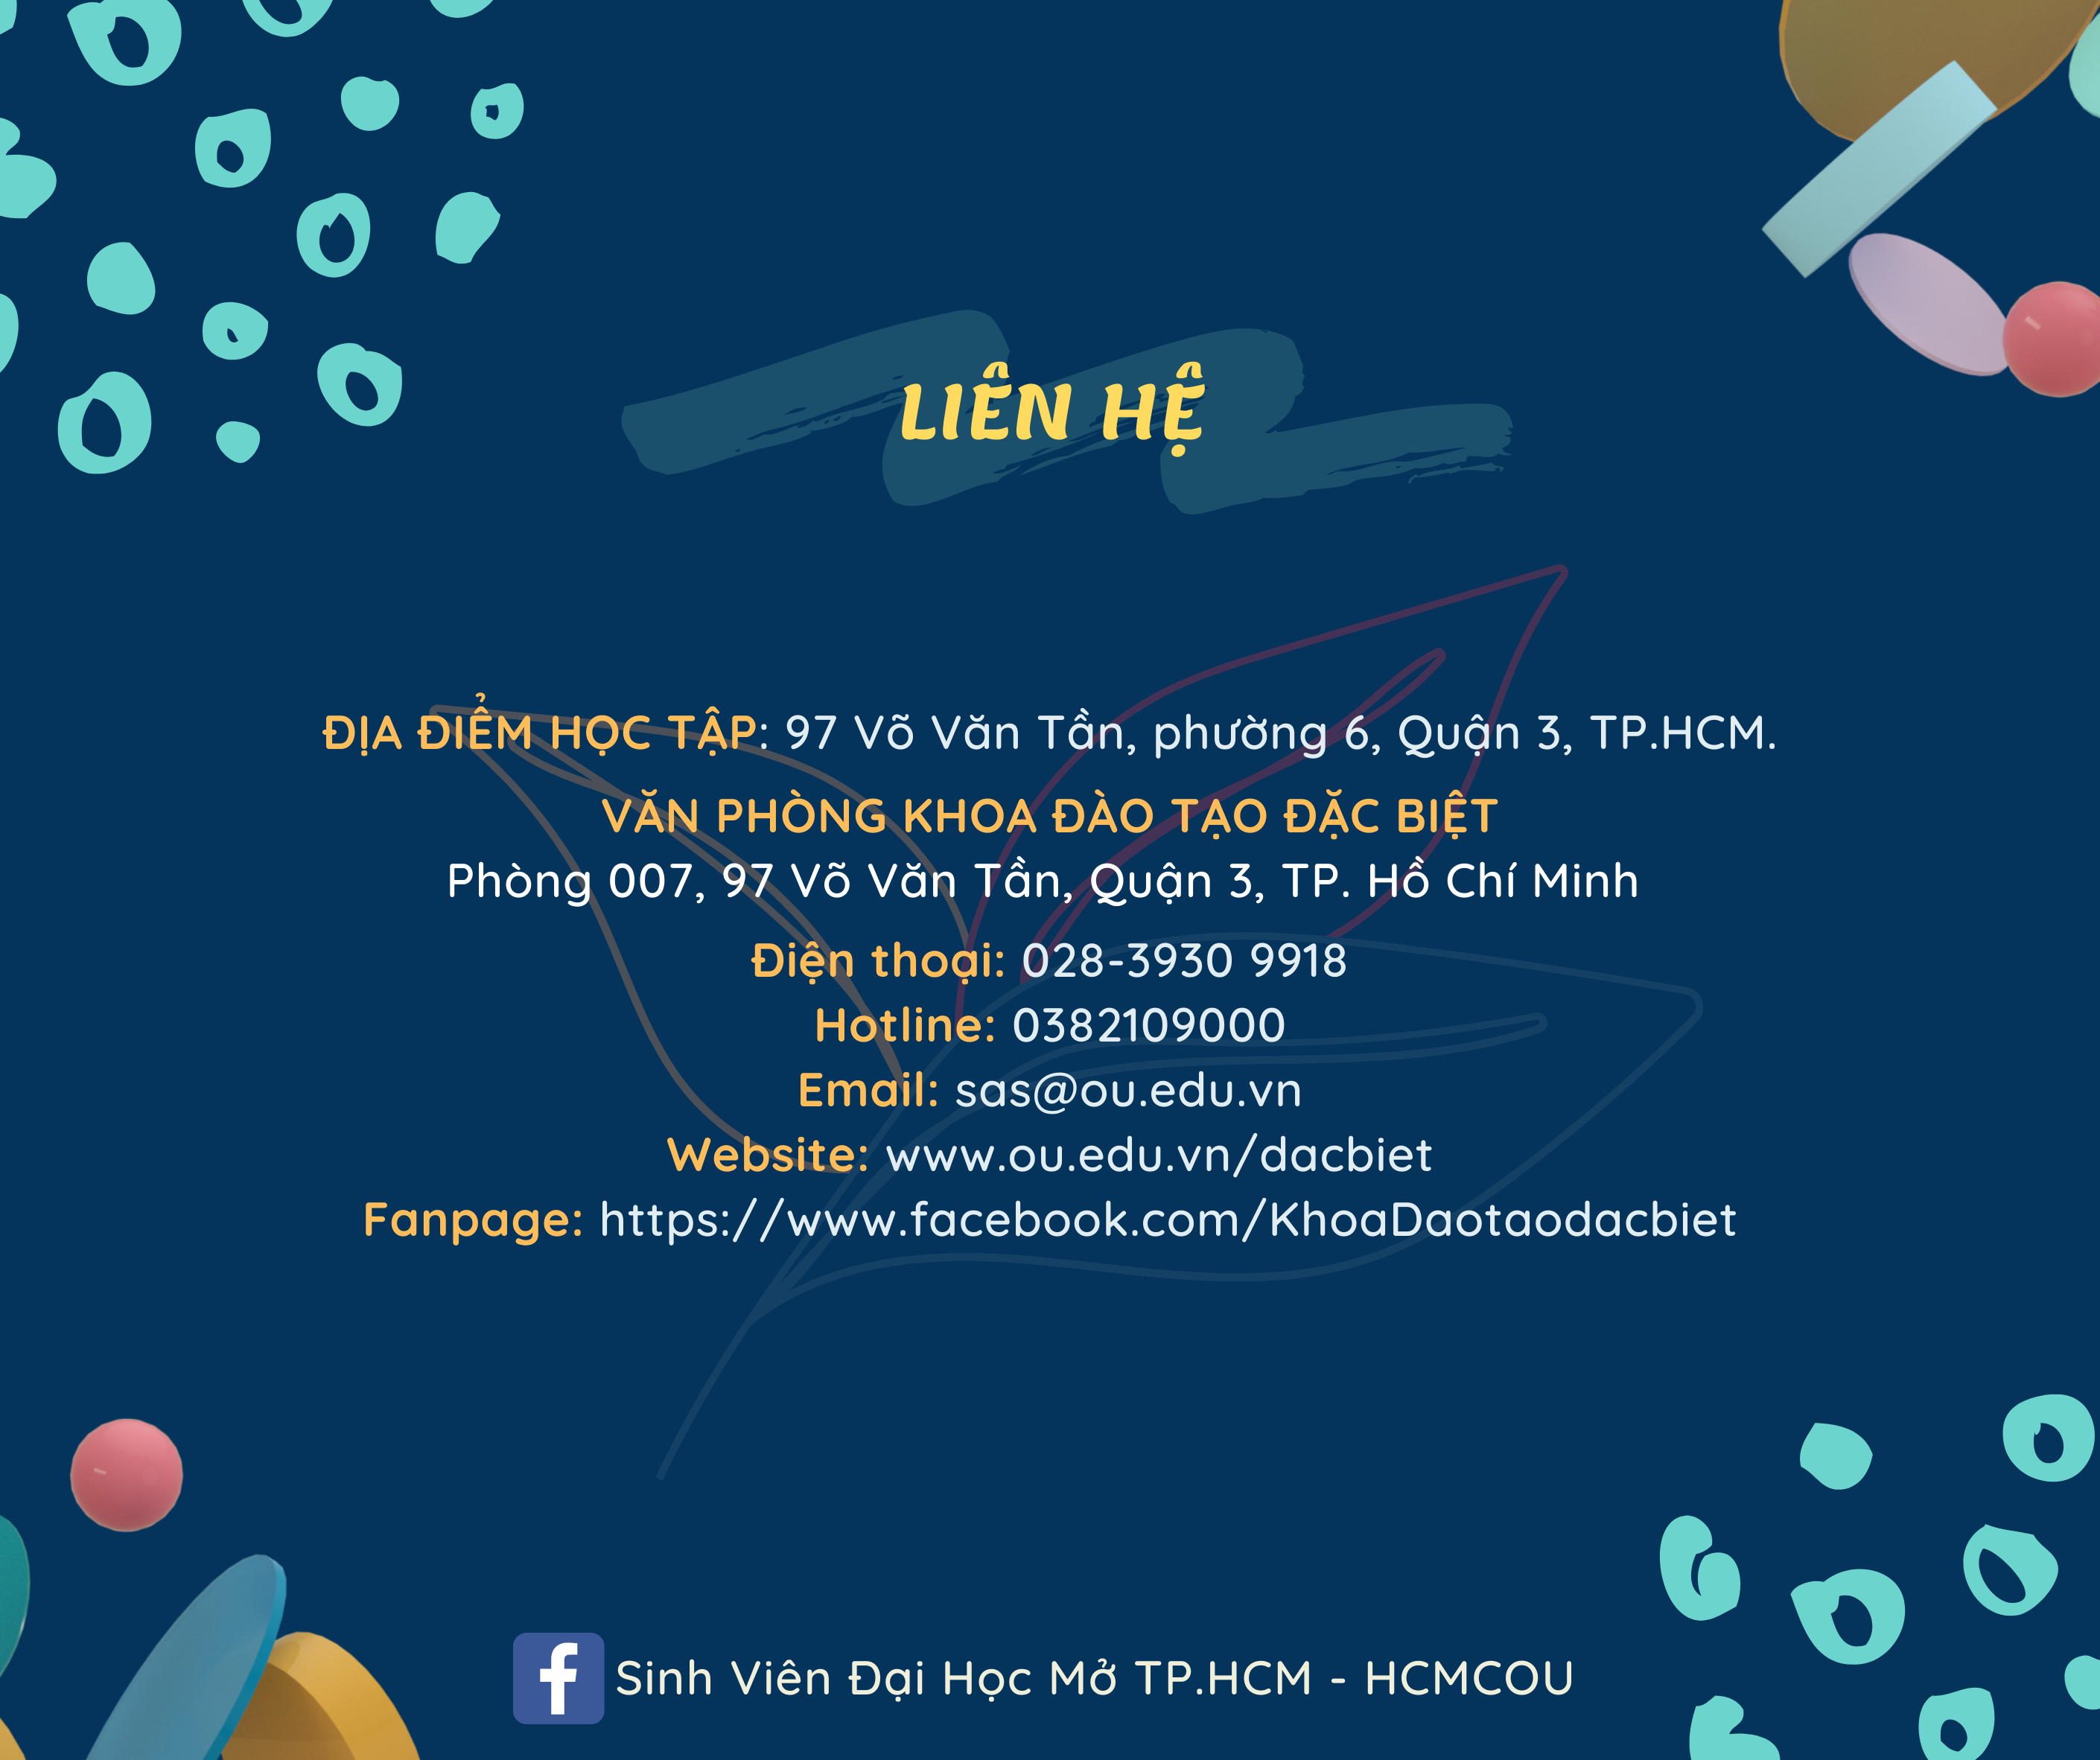 LIÊN HỆ
ĐỊA ĐIỂM HỌC TẬP: 97 Võ Văn Tần, phường 6, Quận 3, TP.HCM.
VĂN PHÒNG KHOA ĐÀO TẠO ĐẶC BIỆT
Phòng 007, 97 Võ Văn Tần, Quận 3, TP. Hồ Chí Minh
Điện thoại: 028-3930 9918
Hotline: 0382109000
Email: sas@ou.edu.vn
Website: www.ou.edu.vn/dacbiet
Fanpage: https://www.facebook.com/KhoaDaotaodacbiet
Sinh Viên Đại Học Mở TP.HCM - HCMCOU